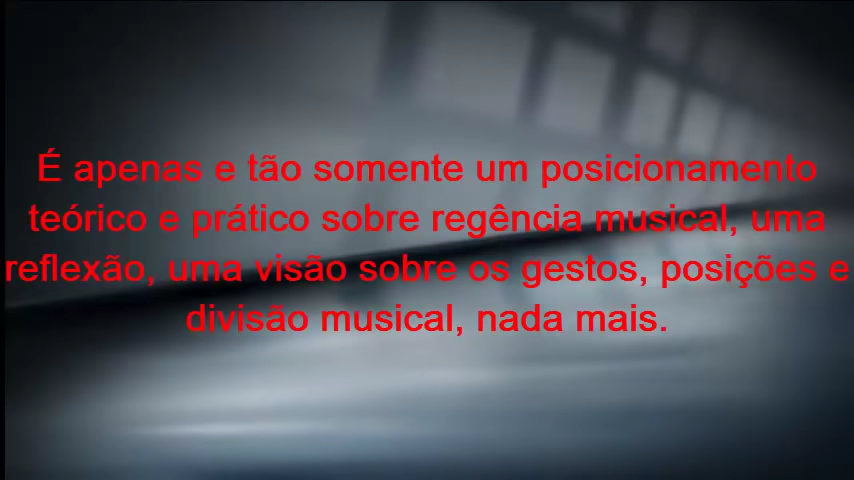 É apenas e tão somente um posicionamento
teórico e prático sobre regência musical, uma
reflexão, uma visão sobre os gestos, posições e
divisão musical, nada mais.